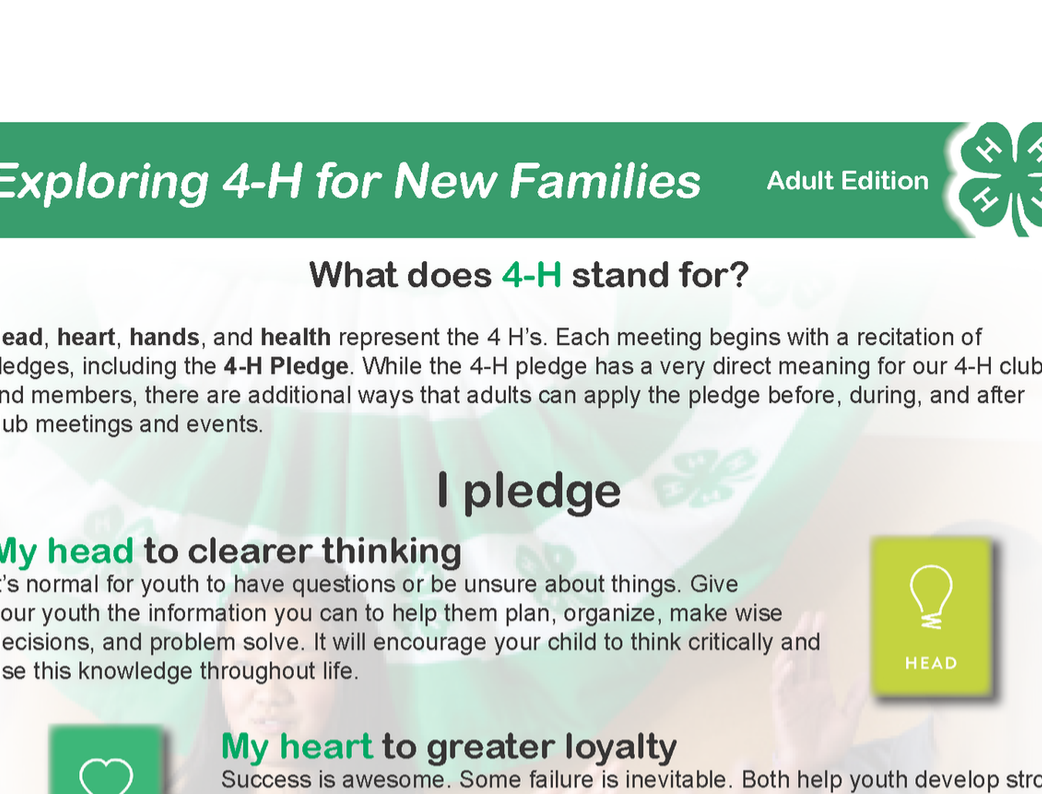 Exploring 4-H for New Families
Adult Edition
H H
H H
What does 4-H stand for?
ead, heart, hands, and health represent the 4 H's. Each meeting begins with a recitation of
ledges, including the 4-H Pledge. While the 4-H pledge has a very direct meaning for our 4-H club
nd members, there are additional ways that adults can apply the pledge before, during, and after
ub meetings and events.
I pledge
My head to clearer thinking
t's normal for youth to have questions or be unsure about things. Give
our youth the information you can to help them plan, organize, make wise
ecisions, and problem solve. It will encourage your child to think critically and
se this knowledge throughout life.
HEAD
My heart to greater loyalty
Success is awesome. Some failure is inevitable. Both help youth develop stro